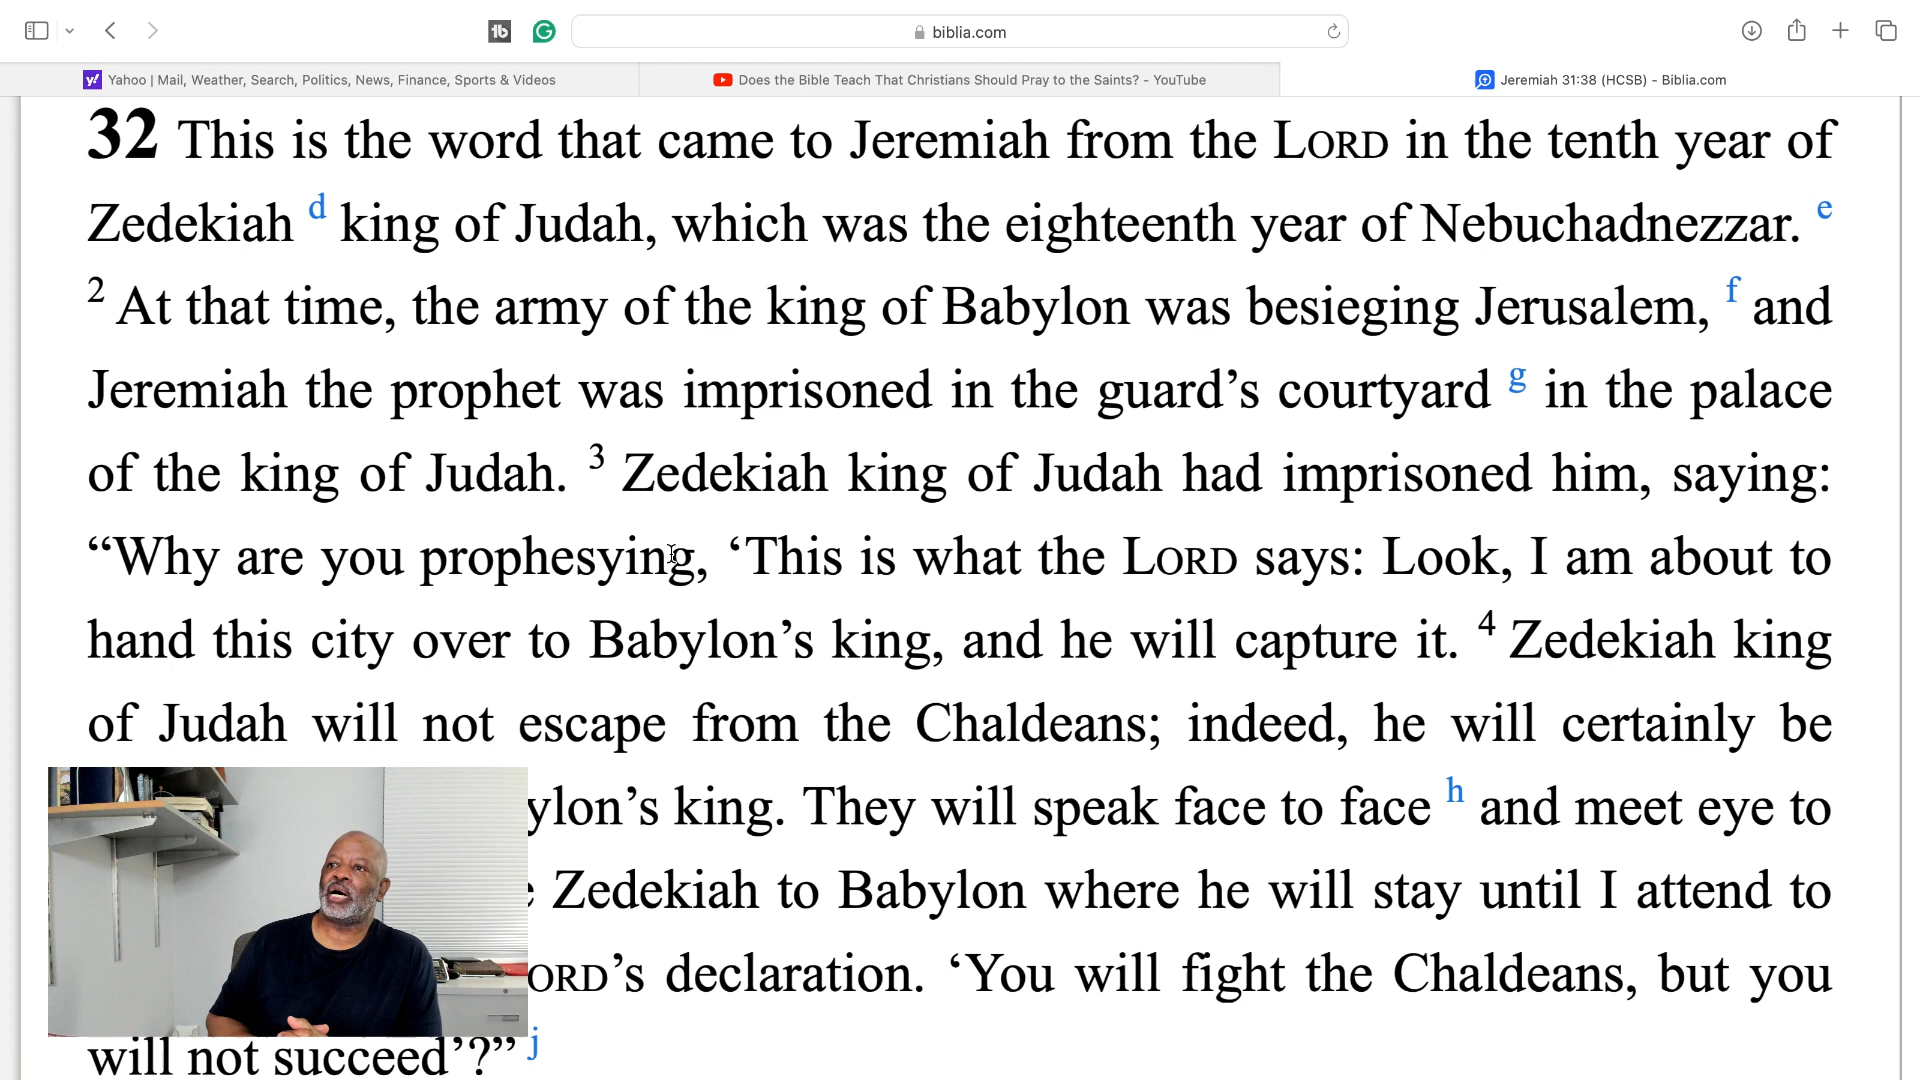 biblia.com
Yahoo | Mail, Weather, Search, Politics, News, Finance, Sports & Videos
Does the Bible Teach That Christians Should Pray to the Saints? - YouTube
Jeremiah 31:38 (HCSB) - Biblia.com
32 This is the word that came to Jeremiah from the LORD in the tenth year of
Zedekiah d king of Judah, which was the eighteenth year of Nebuchadnezzar. e
2 At that time, the army of the king of Babylon was besieging Jerusalem, f and
Jeremiah the prophet was imprisoned in the guard’s courtyard g in the palace
of the king of Judah. 3 Zedekiah king of Judah had imprisoned him, saying:
“Why are you prophesying, ‘This is what the LORD says: Look, I am about to
hand this city over to Babylon’s king, and he will capture it. 4 Zedekiah king
of Judah will not escape from the Chaldeans; indeed, he will certainly be
ylon’s king. They will speak face to face h and meet eye to
Zedekiah to Babylon where he will stay until I attend to
ORD’s declaration. ‘You will fight the Chaldeans, but you
will not succeed’?” j